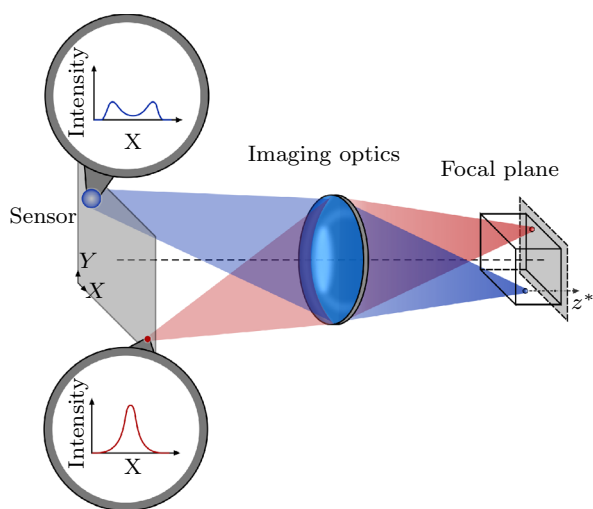 Intensity
X
Imaging optics
Focal plane
Sensor
Y
X
z*
Intensity
X